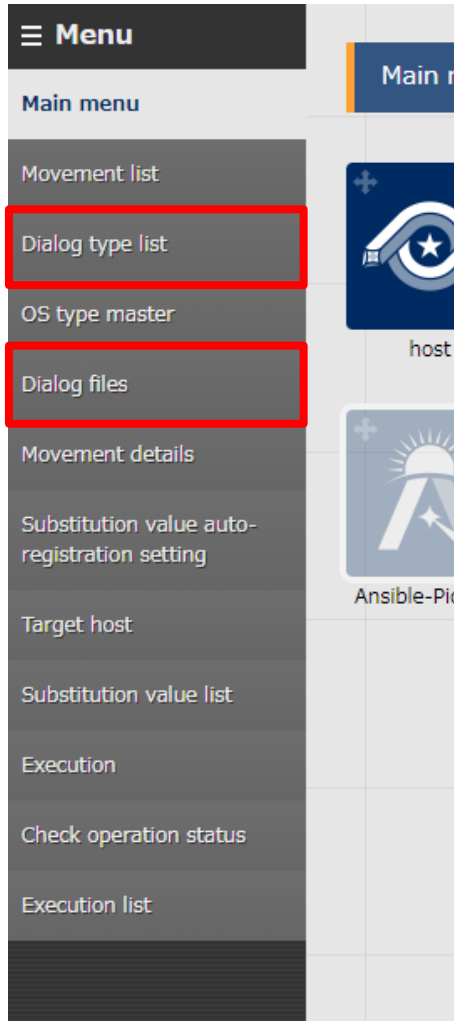 Menu
Main menu
Movement list
Dialog type list
OS type master
Dialog files
Movement details
Substitution value auto-
registration setting
Target host
Substitution value list
Execution
Check operation status
Execution list
Main
host
Ansible-